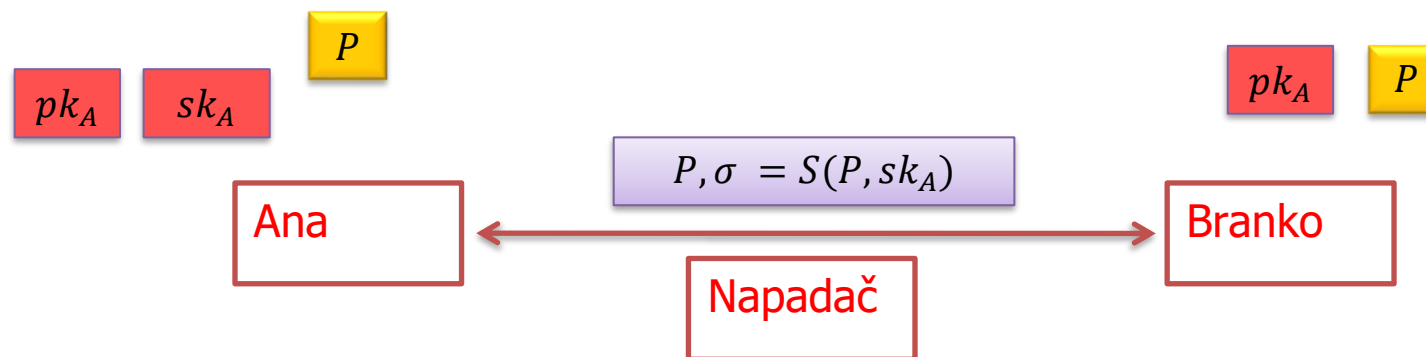 P
pk_A sk_A
pk_A P
P, σ = S(P, sk_A)
Ana
Branko
Napadač